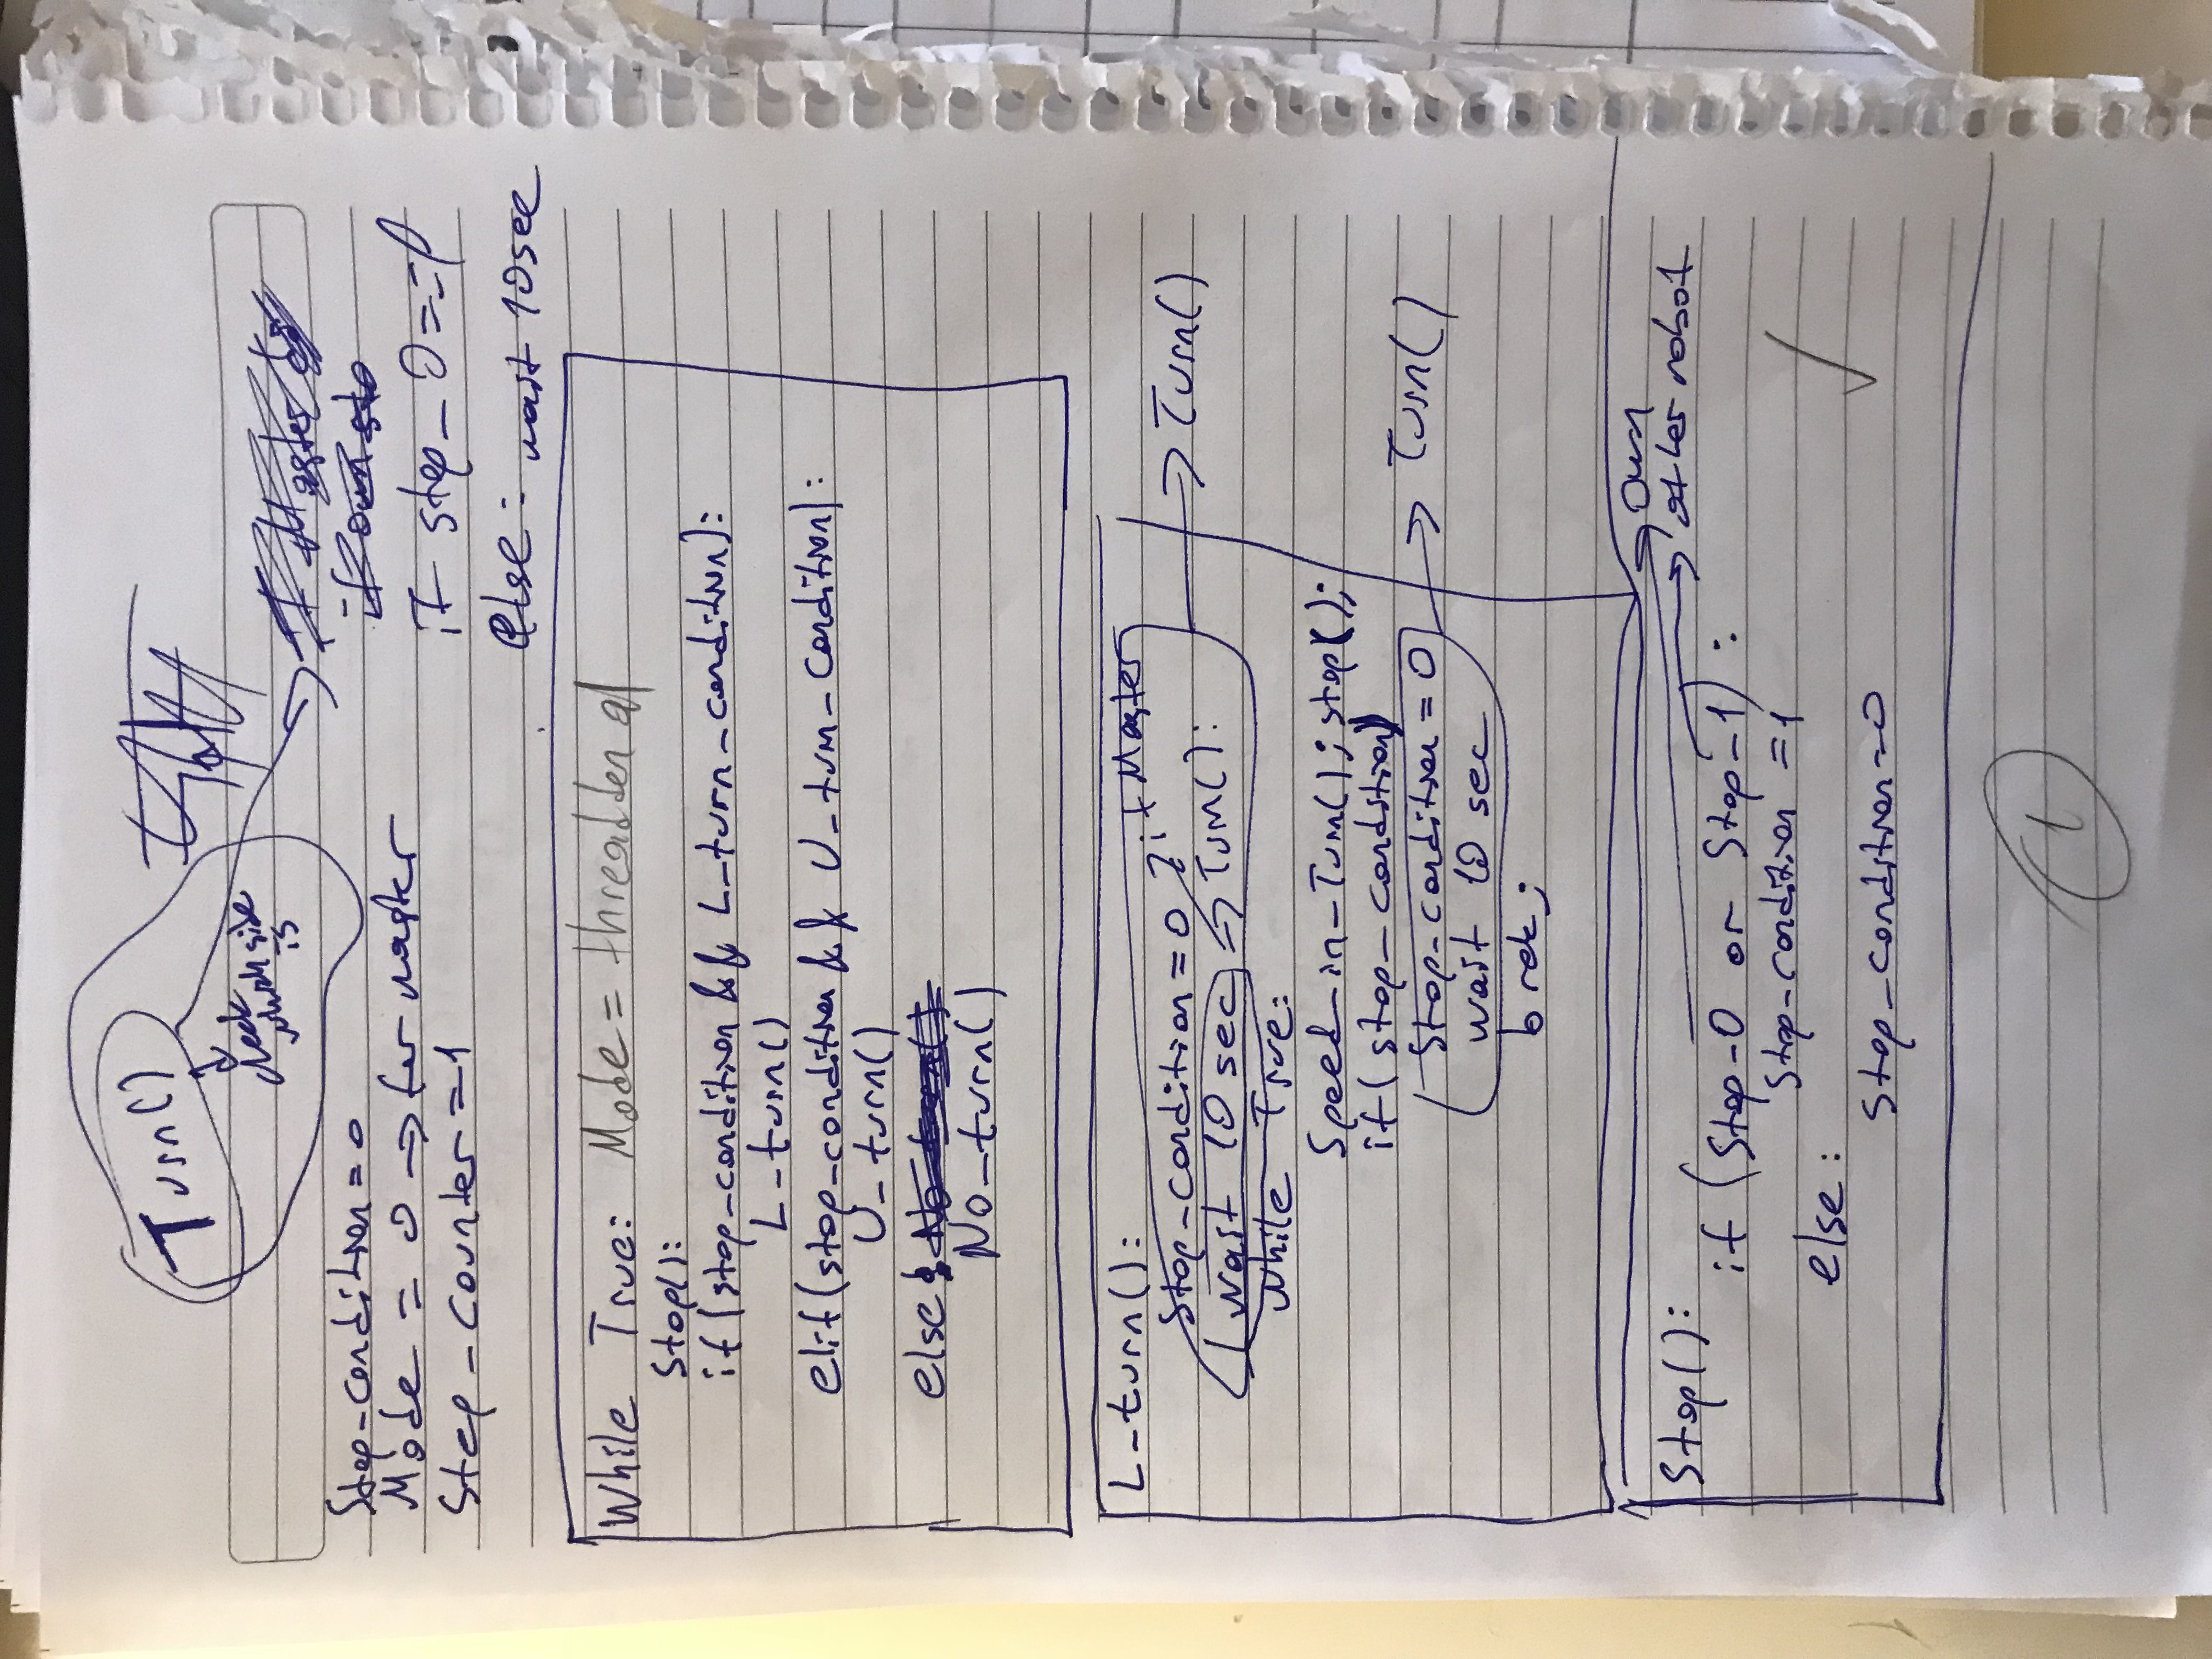 Turn()
check
which side
is
Stop-condition = 0
Mode = 0 => for master
Step-counter = 1
if step_0 ==
else: wait 10sec
While True: Mode = threadden al
Stop():
if (stop-condition && L-turn-condition):
L-turn()
elif (stop-condition && U-turn-condition):
U-turn()
else:
No-turn()
L-turn():
Stop-condition = 0 if Master
wait 10 sec => Turn():
→ Turn()
while True:
Speed-in-Turn(); stop();
if (stop-condition)
Stop-condition = 0 → Turn()
wait 10 sec
brek;
Stop():
→ Own
→ other robot
if (Stop-0 or Stop-1):
Stop-condition = 1
else:
Stop-condition = 0
1